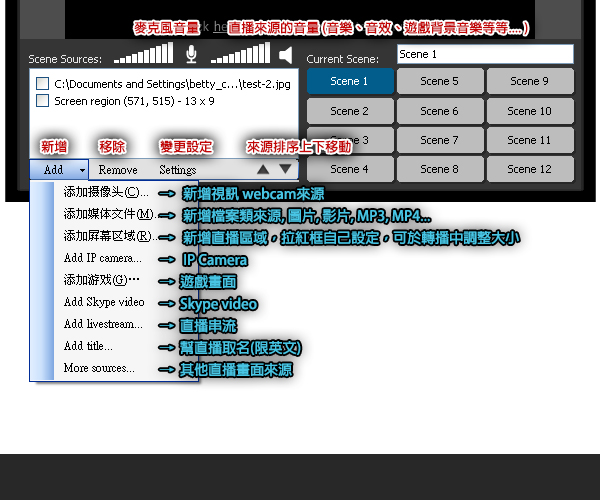 麥克風音量 直播來源的音量 (音樂、音效、遊戲背景音樂等等....)
Scene Sources:
Current Scene:
Scene 1
C:\Documents and Settings\betty_c...\test-2.jpg
Screen region (571, 515) - 13 x 9
Scene 1 Scene 5 Scene 9
Scene 2 Scene 6 Scene 10
Scene 3 Scene 7 Scene 11
Scene 4 Scene 8 Scene 12
新增 移除 變更設定 來源排序上下移動
Add Remove Settings
添加摄像头(C)... 新增視訊 webcam來源
添加媒体文件(M)... 新增檔案類來源, 圖片, 影片, MP3, MP4...
添加屏幕区域(R)... 新增直播區域，拉紅框自己設定，可於轉播中調整大小
Add IP camera... IP Camera
添加游戏(G)… 遊戲畫面
Add Skype video Skype video
Add livestream... 直播串流
Add title... 幫直播取名(限英文)
More sources... 其他直播畫面來源